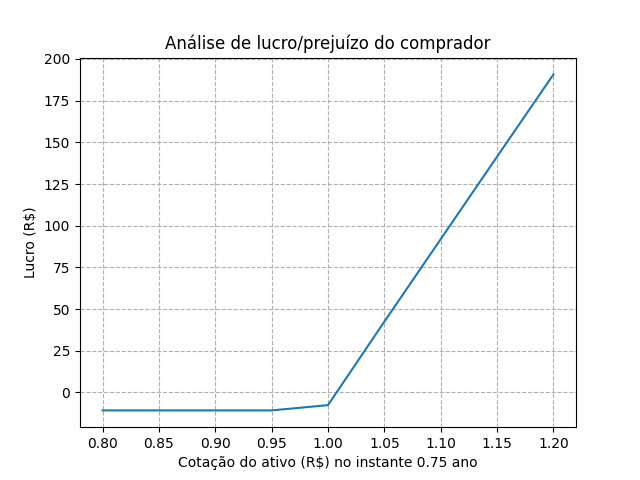 Análise de lucro/prejuízo do comprador
Lucro (R$)
200
175
150
125
100
75
50
25
0
0.80 0.85 0.90 0.95 1.00 1.05 1.10 1.15 1.20
Cotação do ativo (R$) no instante 0.75 ano